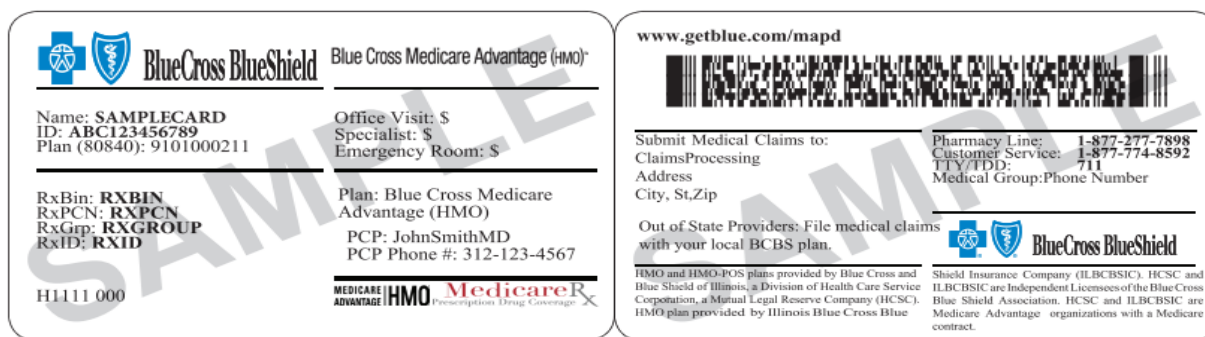 BlueCross BlueShield
Blue Cross Medicare Advantage (HMO)℠
Name: SAMPLECARD
ID: ABC123456789
Plan (80840): 9101000211
Office Visit: $
Specialist: $
Emergency Room: $
RxBin: RXBIN
RxPCN: RXPCN
RxGrp: RXGROUP
RxID: RXID
Plan: Blue Cross Medicare
Advantage (HMO)
PCP: JohnSmithMD
PCP Phone #: 312-123-4567
H1111 000
MEDICARE
ADVANTAGE
HMO
MedicareRx
Prescription Drug Coverage
SAMPLE
www.getblue.com/mapd
Submit Medical Claims to:
ClaimsProcessing
Address
City, St,Zip
Pharmacy Line: 1-877-277-7898
Customer Service: 1-877-774-8592
TTY/TDD: 711
Medical Group:Phone Number
Out of State Providers: File medical claims
with your local BCBS plan.
BlueCross BlueShield
HMO and HMO-POS plans provided by Blue Cross and
Blue Shield of Illinois, a Division of Health Care Service
Corporation, a Mutual Legal Reserve Company (HCSC).
HMO plan provided by Illinois Blue Cross Blue
Shield Insurance Company (ILBCBSIC). HCSC and
ILBCBSIC are Independent Licensees of the Blue Cross
Blue Shield Association. HCSC and ILBCBSIC are
Medicare Advantage organizations with a Medicare
contract.
SAMPLE